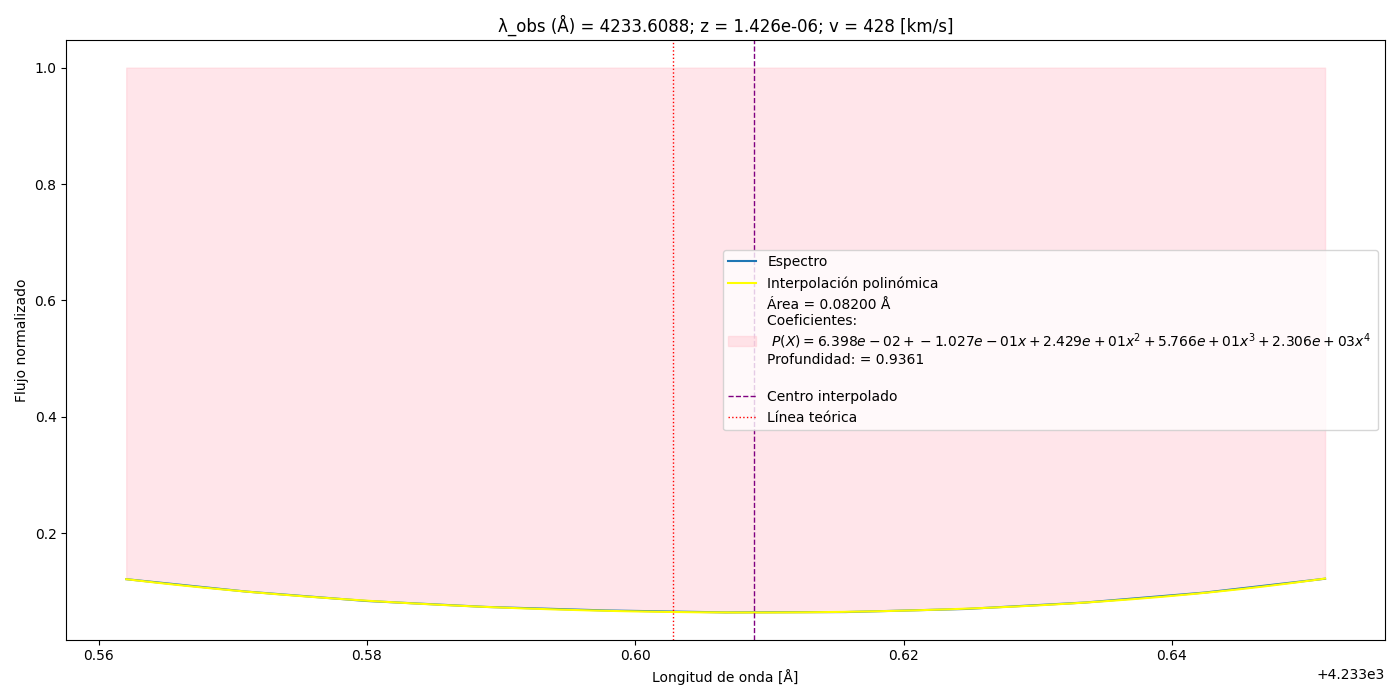 λ_obs (Å) = 4233.6088; z = 1.426e-06; v = 428 [km/s]
Flujo normalizado
1.0
0.8
0.6
0.4
0.2
Espectro
Interpolación polinómica
Área = 0.08200 Å
Coeficientes:
P(X) = 6.398e − 02 + − 1.027e − 01x + 2.429e + 01x² + 5.766e + 01x³ + 2.306e + 03x⁴
Profundidad: = 0.9361
Centro interpolado
Línea teórica
0.56 0.58 0.60 0.62 0.64
+4.233e3
Longitud de onda [Å]